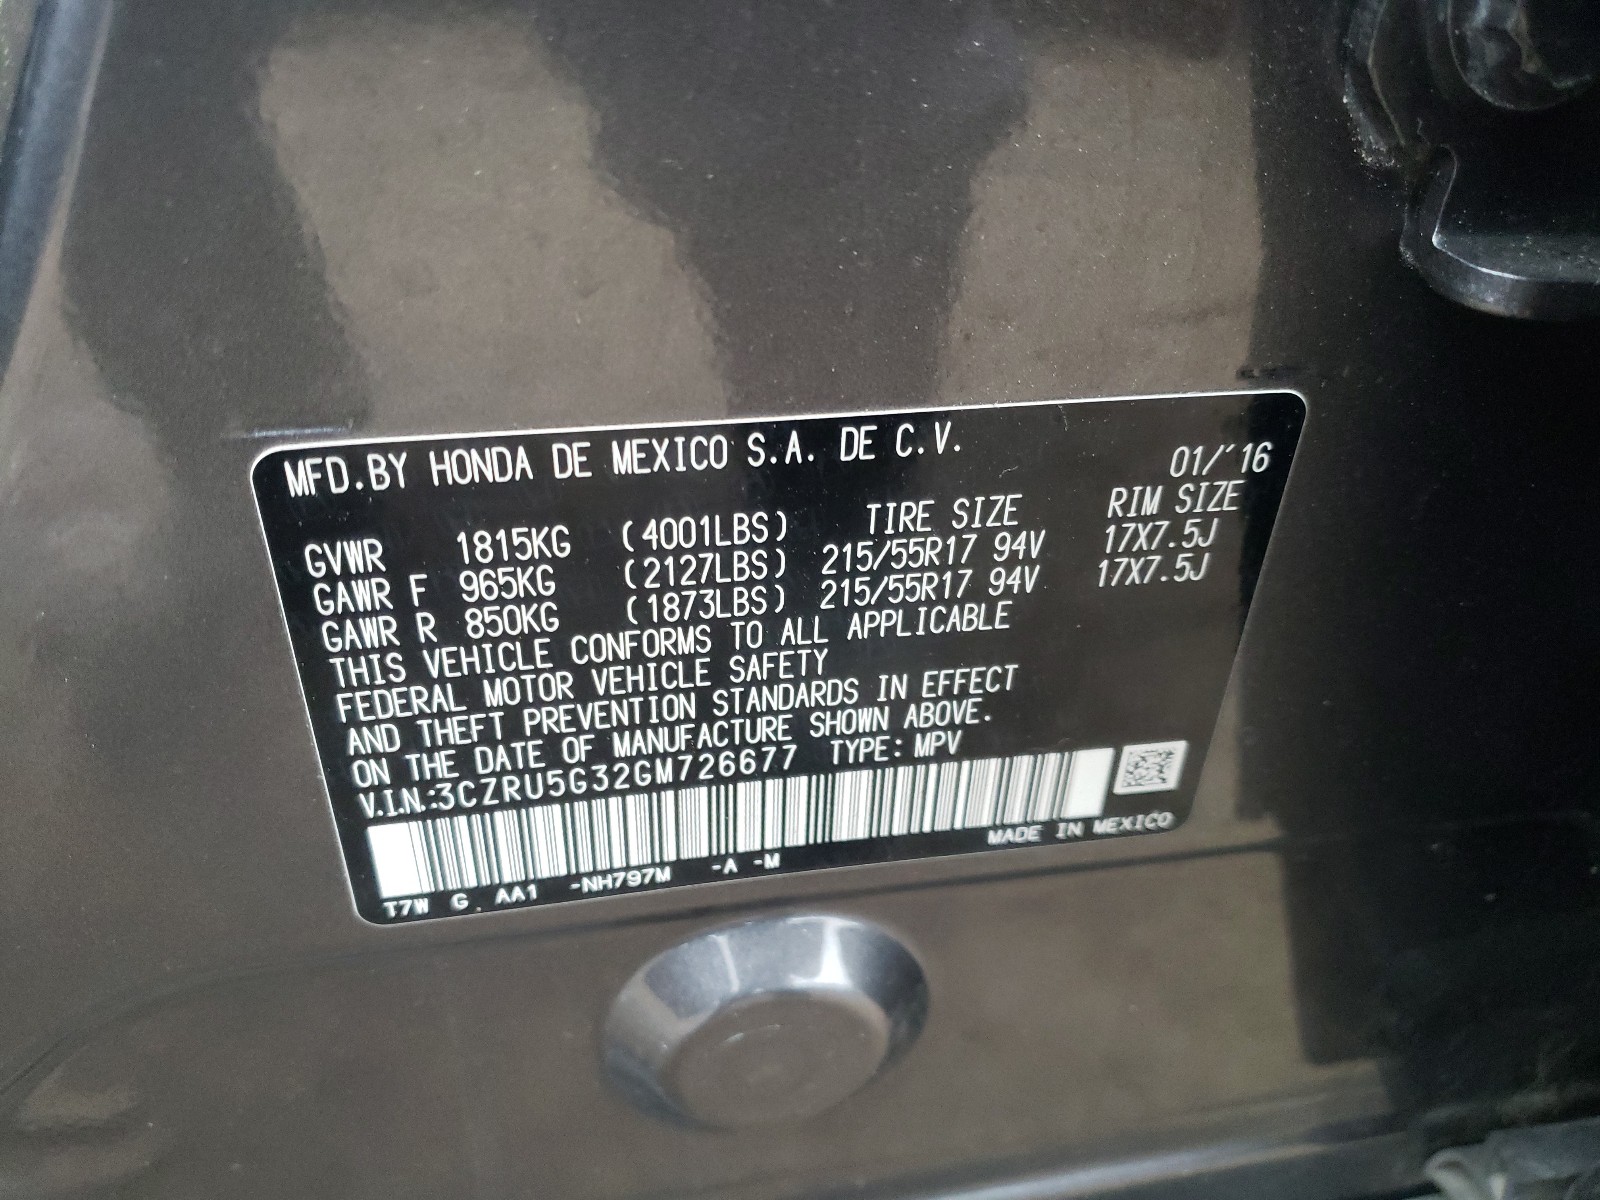 MFD.BY HONDA DE MEXICO S.A. DE C.V. 01/'16
TIRE SIZE RIM SIZE
GVWR 1815KG (4001LBS)
GAWR F 965KG (2127LBS) 215/55R17 94V 17X7.5J
GAWR R 850KG (1873LBS) 215/55R17 94V 17X7.5J
THIS VEHICLE CONFORMS TO ALL APPLICABLE
FEDERAL MOTOR VEHICLE SAFETY
AND THEFT PREVENTION STANDARDS IN EFFECT
ON THE DATE OF MANUFACTURE SHOWN ABOVE.
V.I.N.:3CZRU5G32GM726677 TYPE: MPV
MADE IN MEXICO
T7W G. AA1 -NH797M -A -M